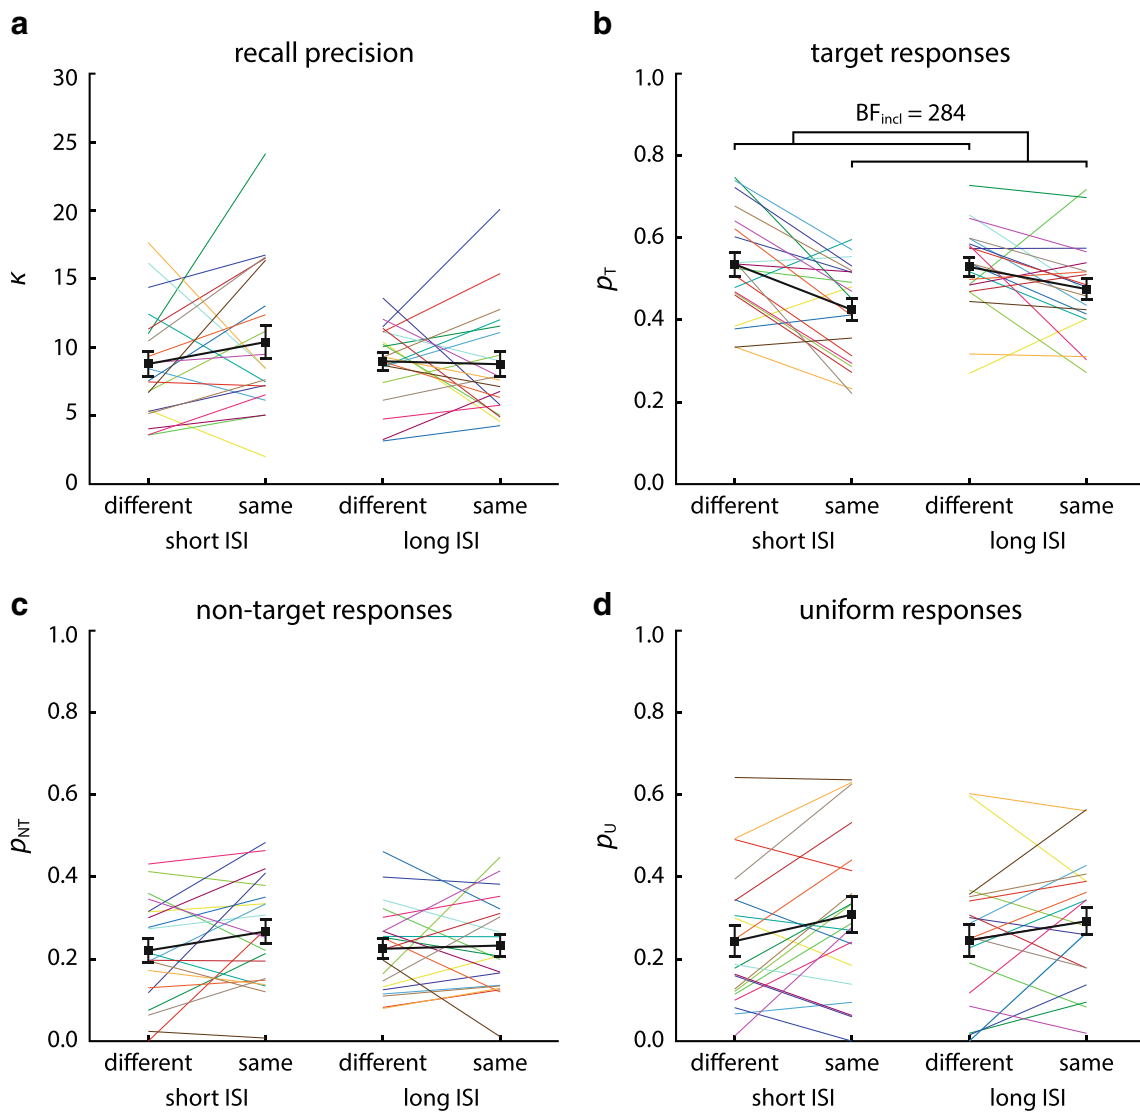 a
recall precision
30
25
20
15
10
5
0
κ
different same different same
short ISI long ISI
b
target responses
1.0
0.8
0.6
0.4
0.2
0.0
pT
BFincl = 284
different same different same
short ISI long ISI
c
non-target responses
1.0
0.8
0.6
0.4
0.2
0.0
pNT
different same different same
short ISI long ISI
d
uniform responses
1.0
0.8
0.6
0.4
0.2
0.0
pU
different same different same
short ISI long ISI